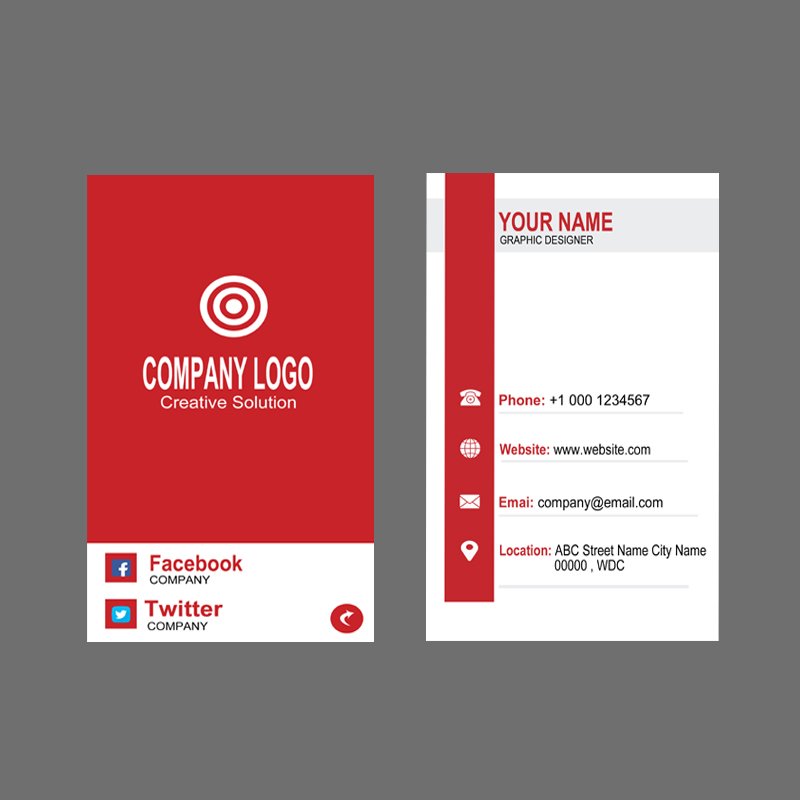 COMPANY LOGO
Creative Solution
Facebook
COMPANY
Twitter
COMPANY
YOUR NAME
GRAPHIC DESIGNER
Phone: +1 000 1234567
Website: www.website.com
Emai: company@email.com
Location: ABC Street Name City Name
00000 , WDC